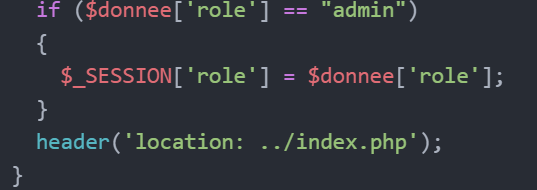 if ($donnee['role'] == "admin")
{
$_SESSION['role'] = $donnee['role'];
}
header('location: ../index.php');
}